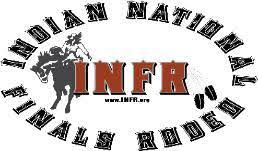 INDIAN NATIONAL
INFR
www.INFR.org
FINALS RODEO